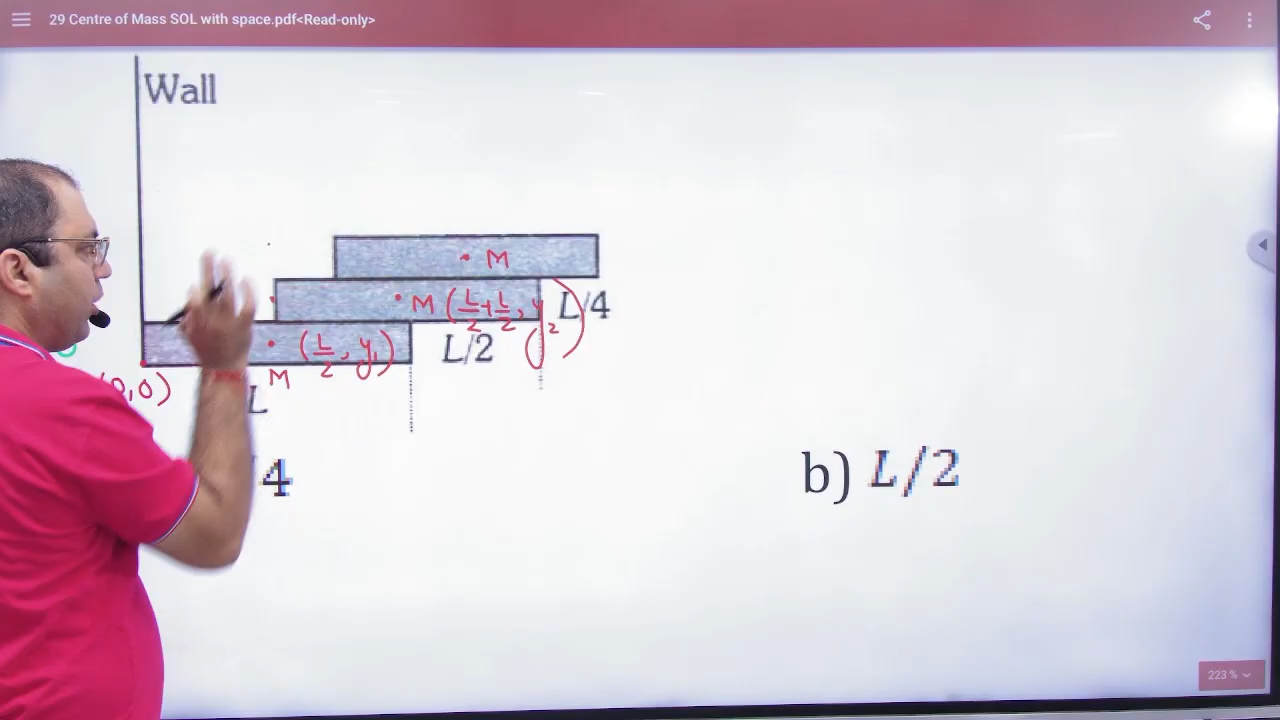 29 Centre of Mass SOL with space.pdf<Read-only>
Wall
M
M (L/2 + L/2, y2)
L/4
M (L/2, y1)
L/2
(0,0)
L
4
b) L/2
223 %